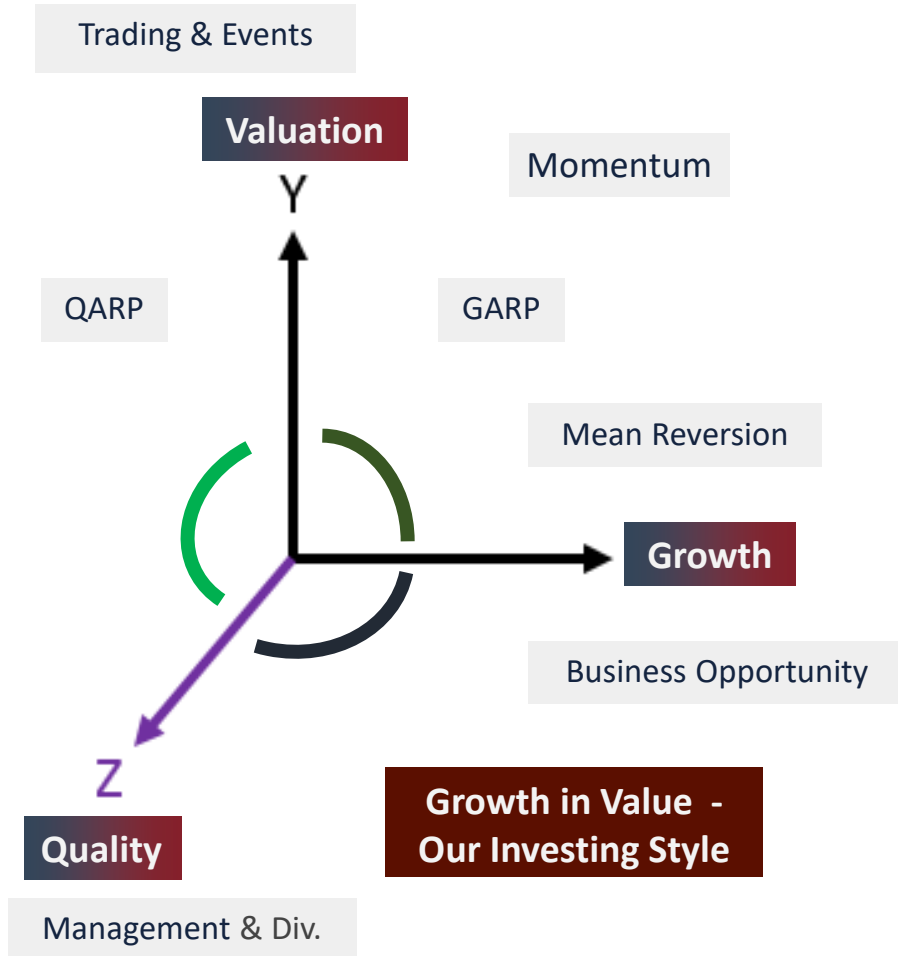 Trading & Events
Valuation
Momentum
Y
QARP
GARP
Mean Reversion
Growth
Business Opportunity
Z
Growth in Value -
Our Investing Style
Quality
Management & Div.